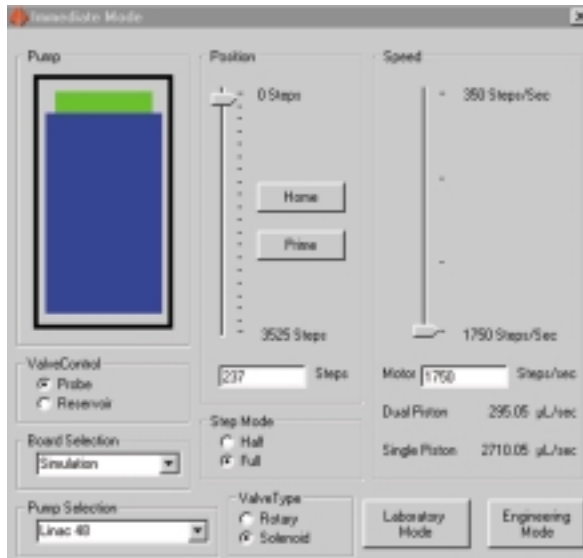 Immediate Mode
Pump
Position
0 Steps
Home
Prime
3525 Steps
237 Steps
Speed
350 Steps/Sec
1750 Steps/Sec
Motor 1750 Steps/sec
Dual Piston 295.05 µL/sec
Single Piston 2710.05 µL/sec
ValveControl
Probe
Reservoir
Board Selection
Simulation
Step Mode
Half
Full
Pump Selection
Linac 48
ValveType
Rotary
Solenoid
Laboratory
Mode
Engineering
Mode